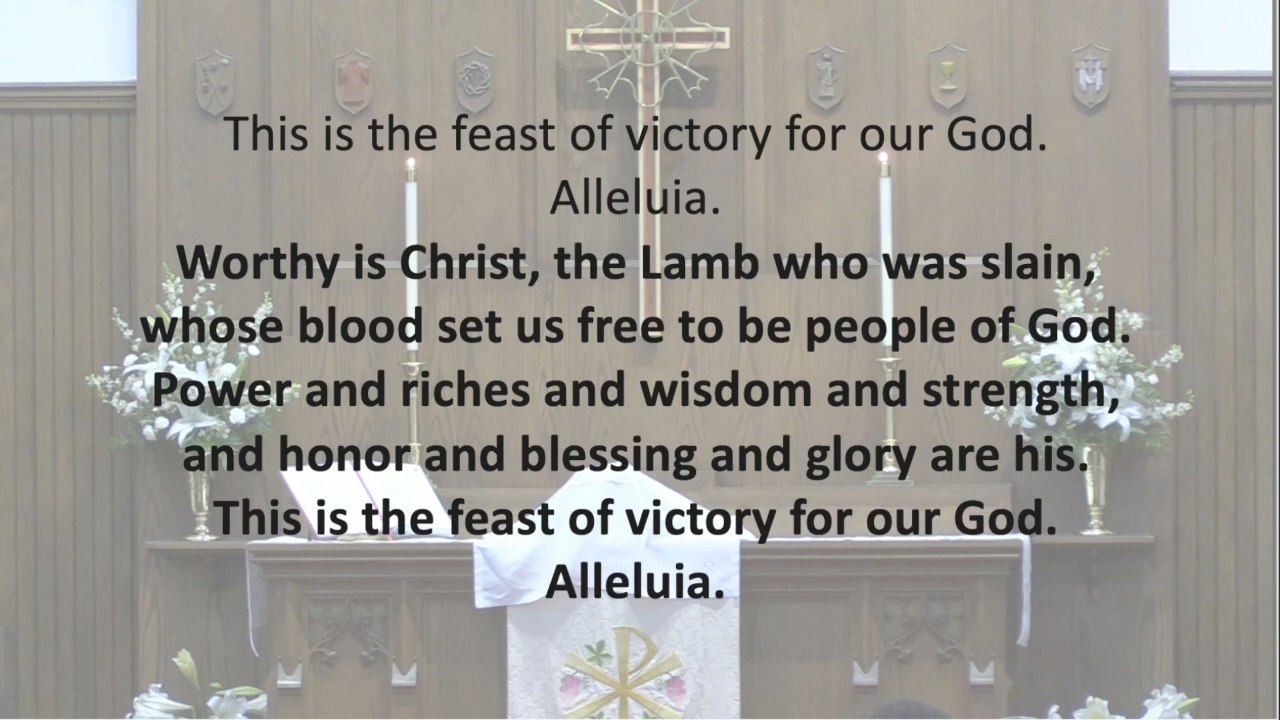 This is the feast of victory for our God.
Alleluia.
Worthy is Christ, the Lamb who was slain,
whose blood set us free to be people of God.
Power and riches and wisdom and strength,
and honor and blessing and glory are his.
This is the feast of victory for our God.
Alleluia.